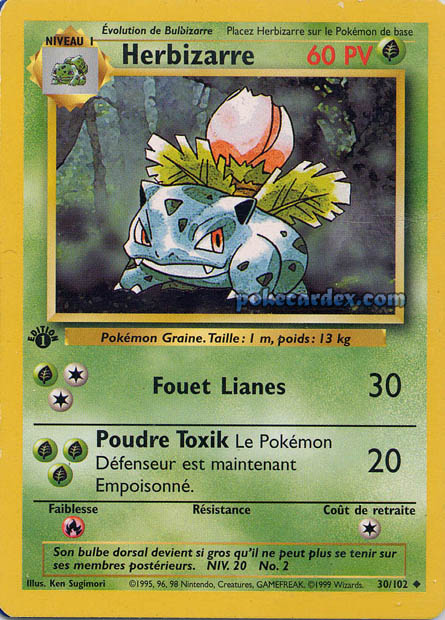 Évolution de Bulbizarre Placez Herbizarre sur le Pokémon de base
NIVEAU 1
Herbizarre 60 PV
pokecardex.com
EDITION
1
Pokémon Graine. Taille: 1 m, poids: 13 kg
Fouet Lianes 30
Poudre Toxik Le Pokémon
Défenseur est maintenant
Empoisonné.
20
Faiblesse Résistance Coût de retraite
Son bulbe dorsal devient si gros qu'il ne peut plus se tenir sur
ses membres postérieurs. NIV. 20 No. 2
Illus. Ken Sugimori ©1995, 96, 98 Nintendo, Creatures, GAMEFREAK. ©1999 Wizards. 30/102